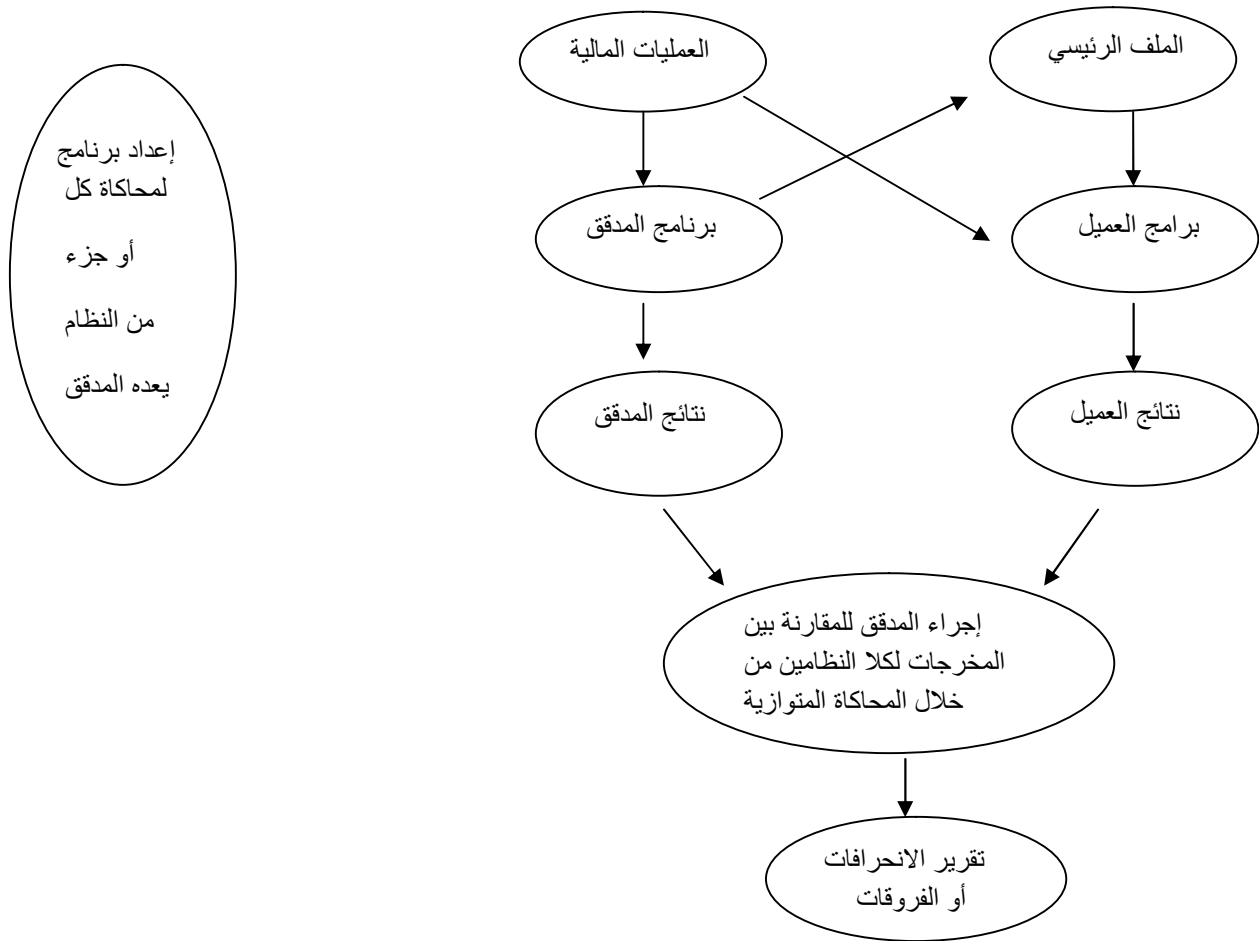 الملف الرئيسي
العمليات المالية
برامج العميل
برنامج المدقق
نتائج العميل
نتائج المدقق
إجراء المدقق للمقارنة بين
المخرجات لكلا النظامين من
خلال المحاكاة المتوازية
تقرير الانحرافات
أو الفروقات
إعداد برنامج
لمحاكاة كل
أو جزء
من النظام
يعده المدقق